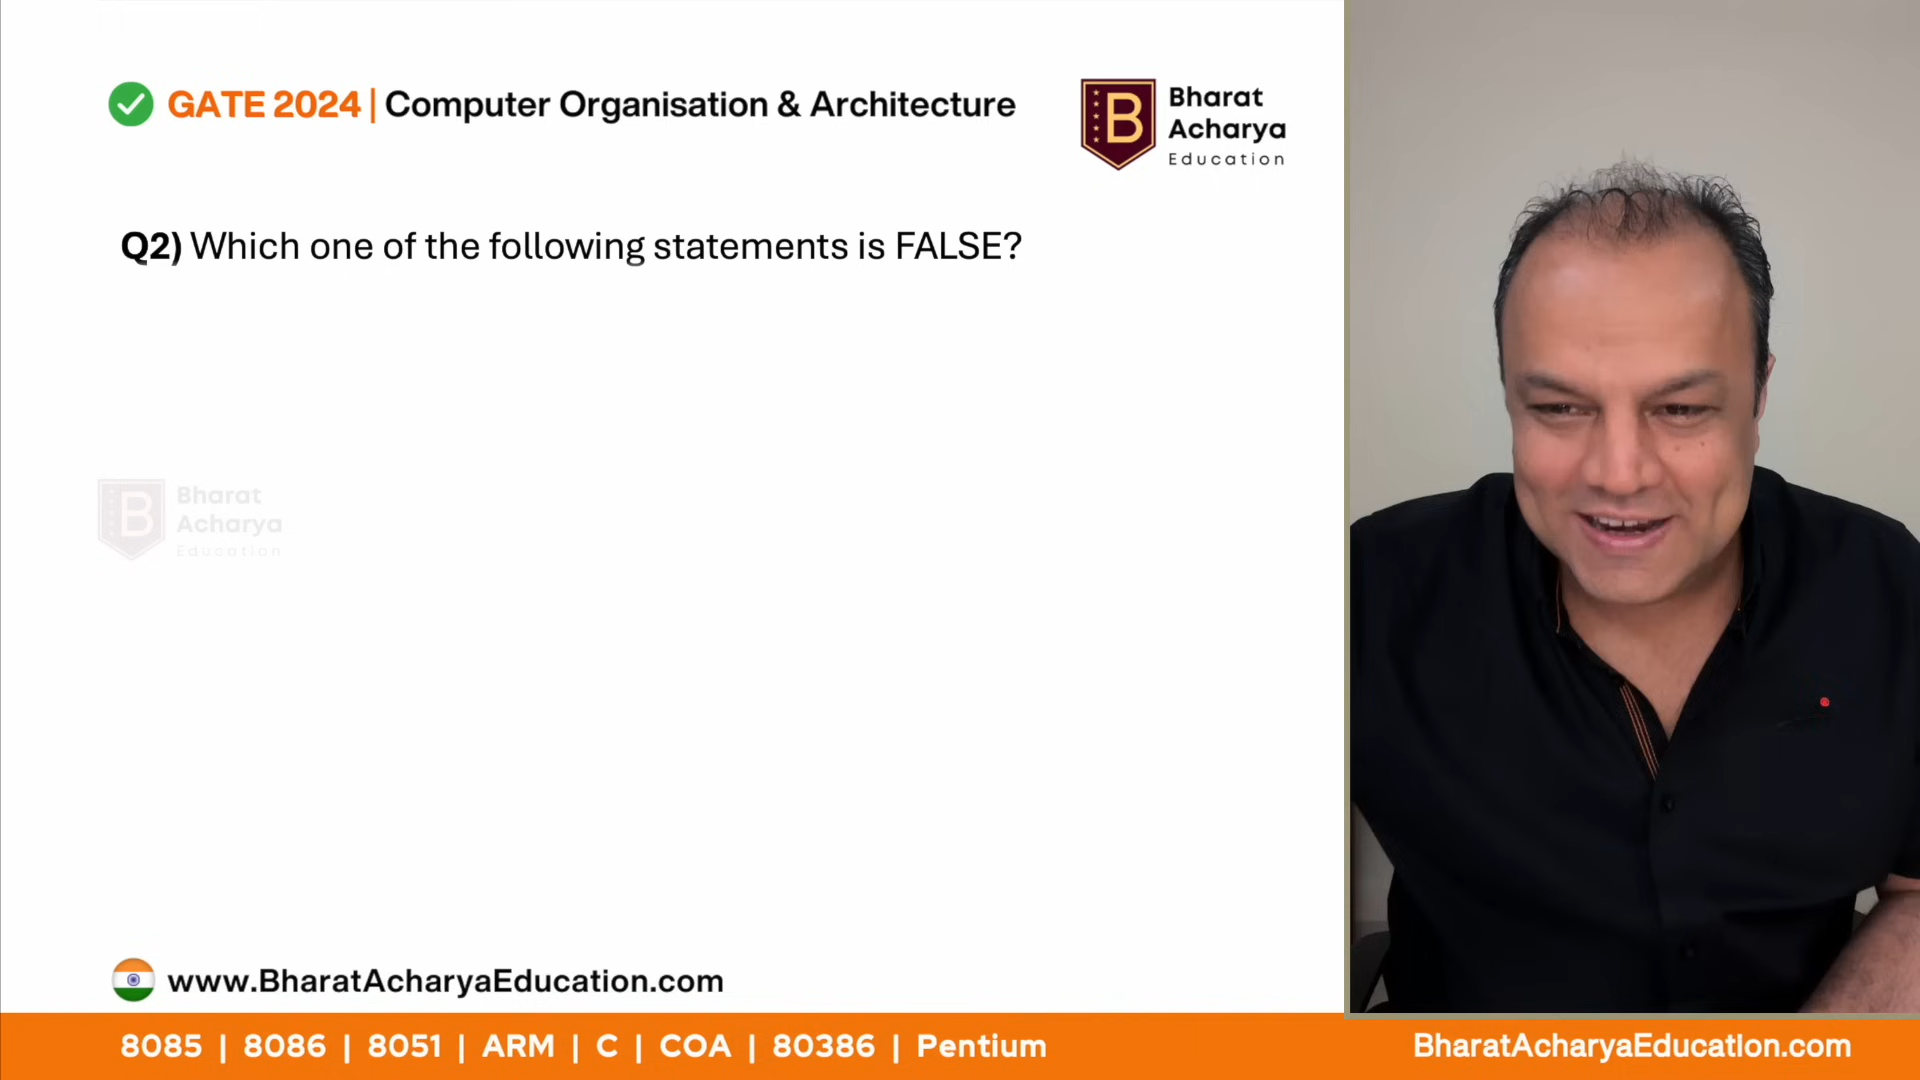 GATE 2024 | Computer Organisation & Architecture
B Bharat
Acharya
Education
Q2) Which one of the following statements is FALSE?
B Bharat
Acharya
Education
www.BharatAcharyaEducation.com
8085 | 8086 | 8051 | ARM | C | COA | 80386 | Pentium
BharatAcharyaEducation.com